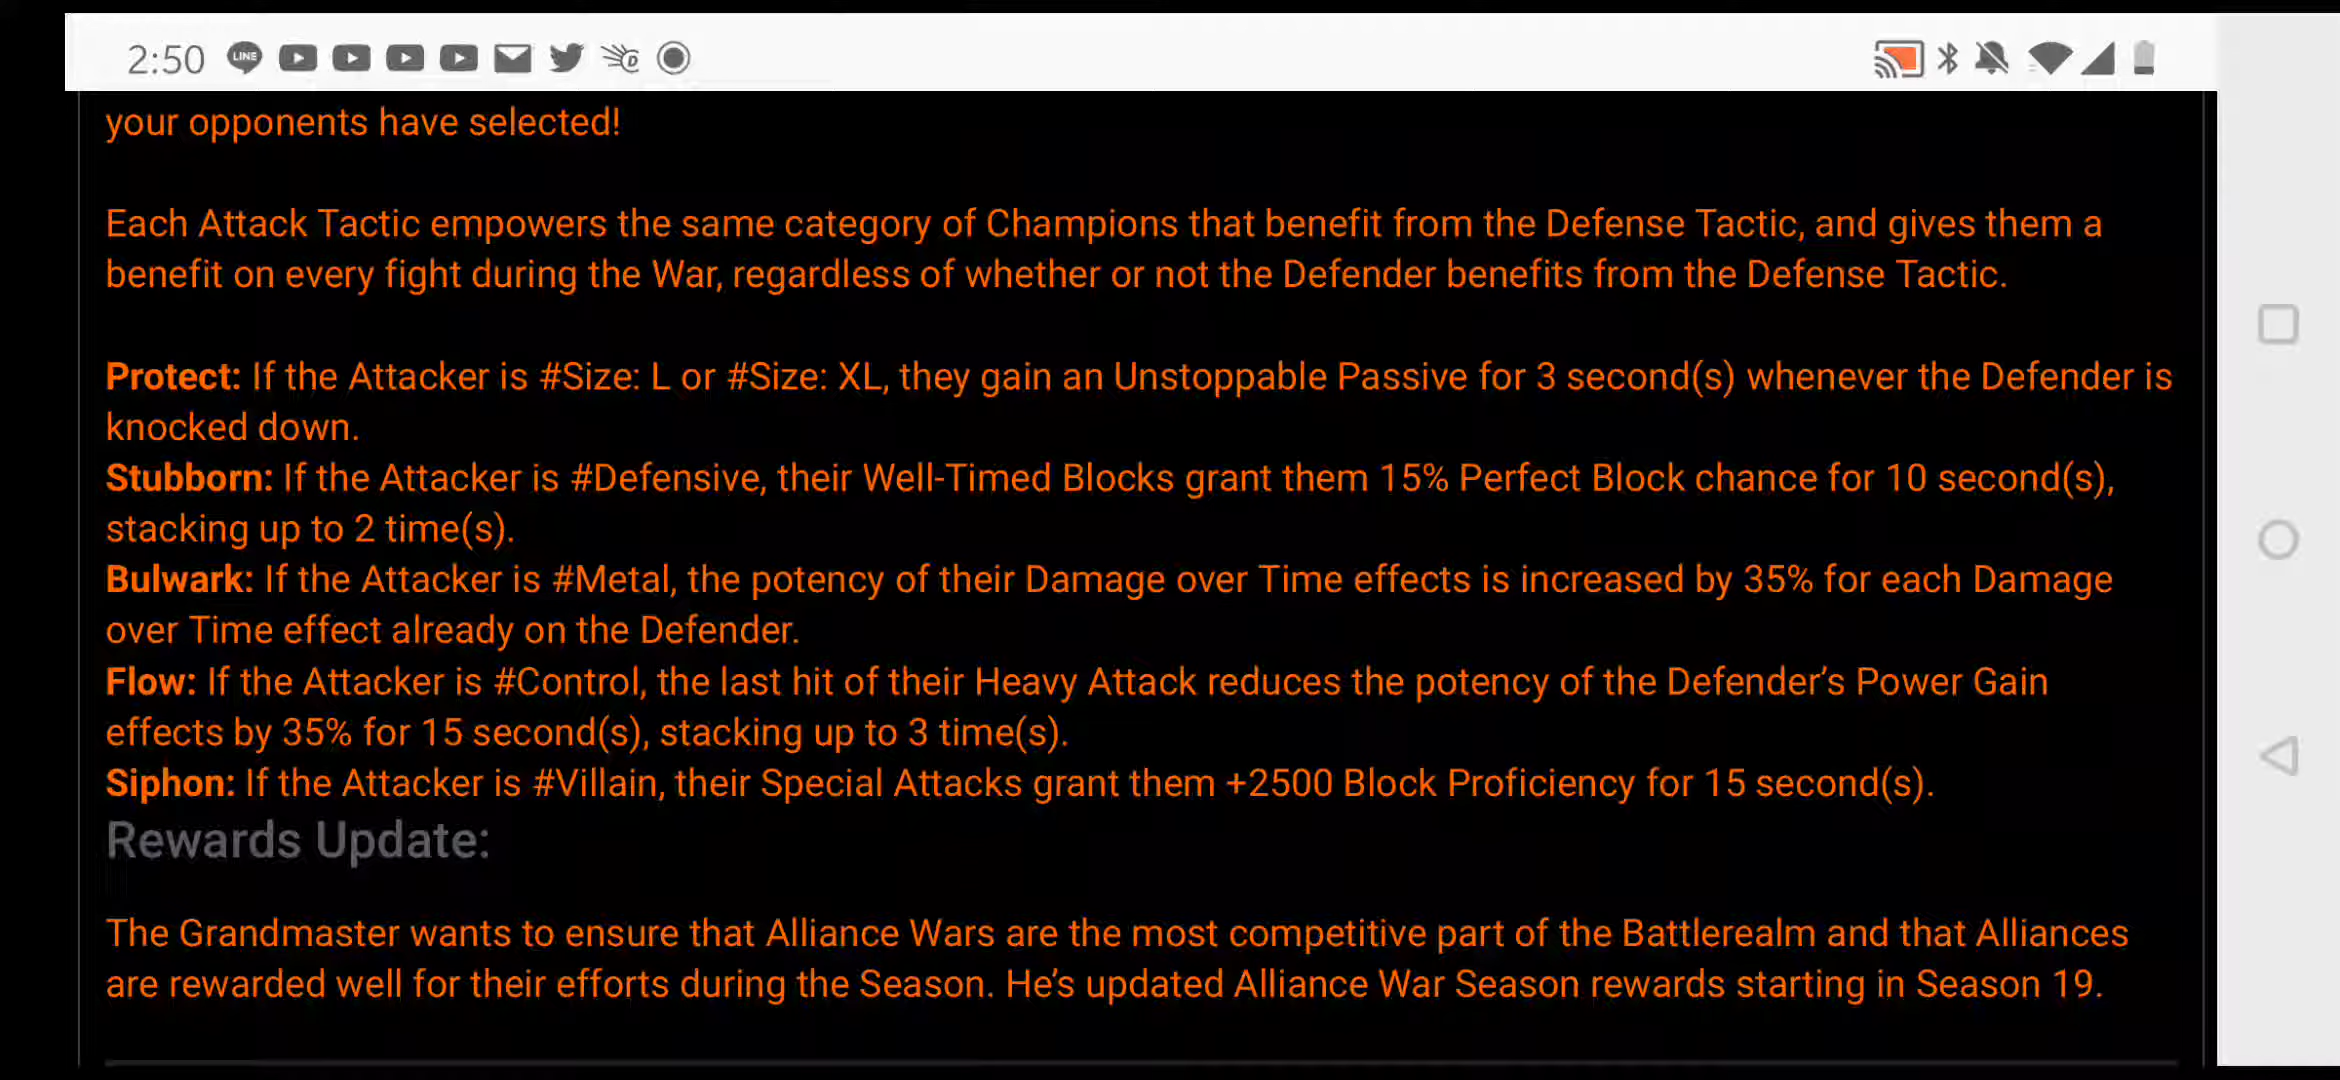 2:50
LINE
your opponents have selected!
Each Attack Tactic empowers the same category of Champions that benefit from the Defense Tactic, and gives them a
benefit on every fight during the War, regardless of whether or not the Defender benefits from the Defense Tactic.
Protect: If the Attacker is #Size: L or #Size: XL, they gain an Unstoppable Passive for 3 second(s) whenever the Defender is
knocked down.
Stubborn: If the Attacker is #Defensive, their Well-Timed Blocks grant them 15% Perfect Block chance for 10 second(s),
stacking up to 2 time(s).
Bulwark: If the Attacker is #Metal, the potency of their Damage over Time effects is increased by 35% for each Damage
over Time effect already on the Defender.
Flow: If the Attacker is #Control, the last hit of their Heavy Attack reduces the potency of the Defender’s Power Gain
effects by 35% for 15 second(s), stacking up to 3 time(s).
Siphon: If the Attacker is #Villain, their Special Attacks grant them +2500 Block Proficiency for 15 second(s).
Rewards Update:
The Grandmaster wants to ensure that Alliance Wars are the most competitive part of the Battlerealm and that Alliances
are rewarded well for their efforts during the Season. He’s updated Alliance War Season rewards starting in Season 19.